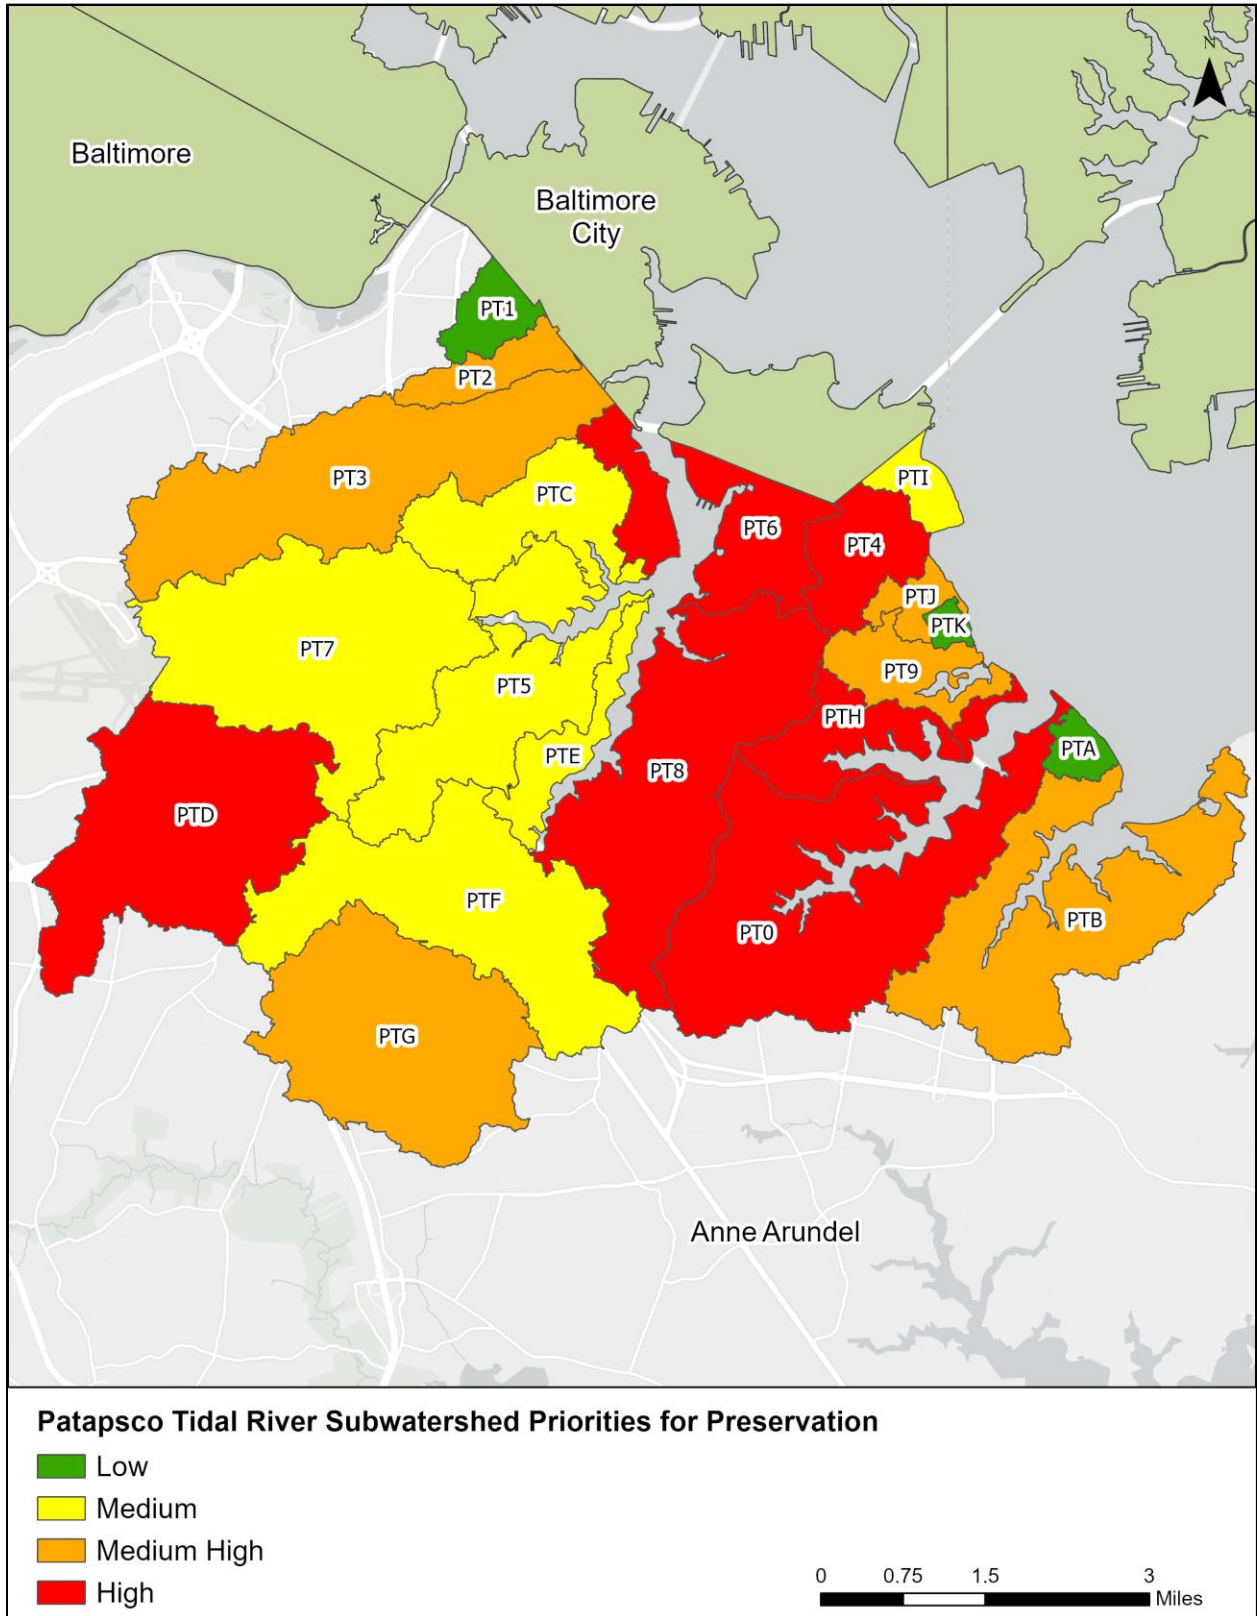 N
Baltimore
Baltimore
City
PT1
PT2
PT3
PTC
PTI
PT6
PT4
PTJ
PTK
PT7
PT9
PT5
PTH
PTE
PTA
PT8
PTD
PTF
PTB
PT0
PTG
Anne Arundel
Patapsco Tidal River Subwatershed Priorities for Preservation
Low
Medium
Medium High
High
0 0.75 1.5 3
Miles